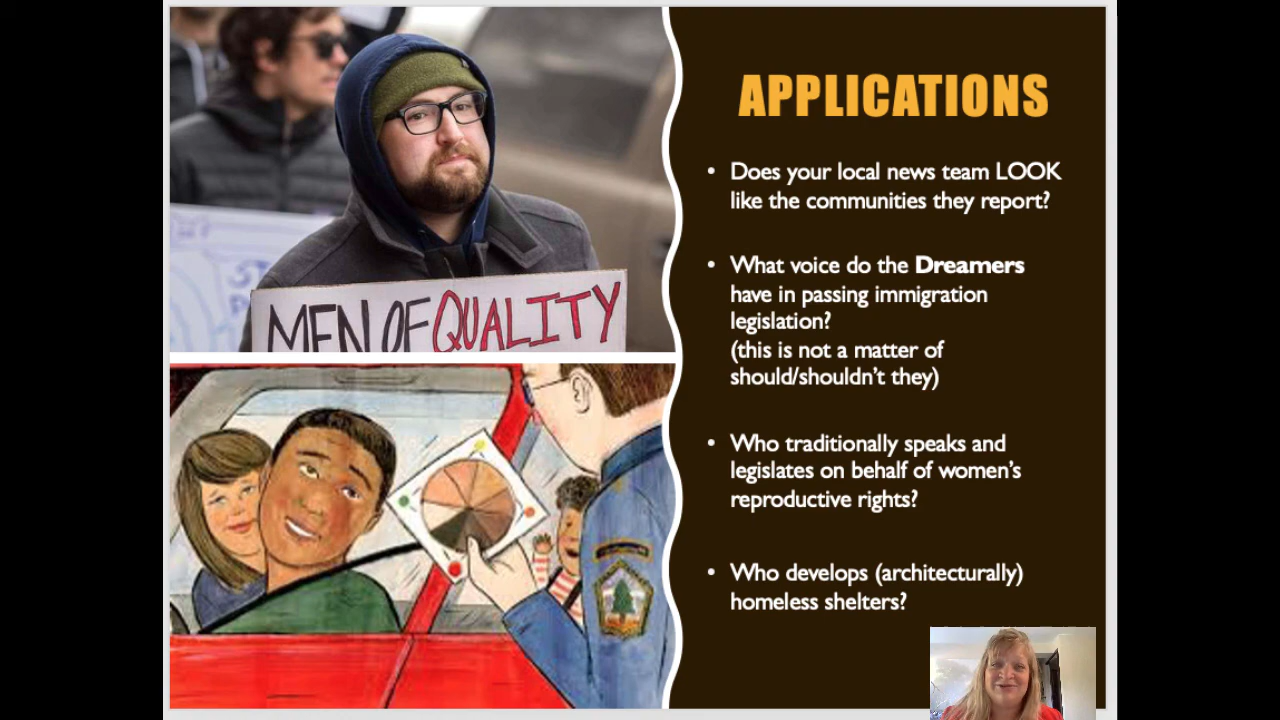 APPLICATIONS
• Does your local news team LOOK
like the communities they report?
• What voice do the Dreamers
have in passing immigration
legislation?
(this is not a matter of
should/shouldn't they)
• Who traditionally speaks and
legislates on behalf of women's
reproductive rights?
• Who develops (architecturally)
homeless shelters?
MEN OF QUALITY